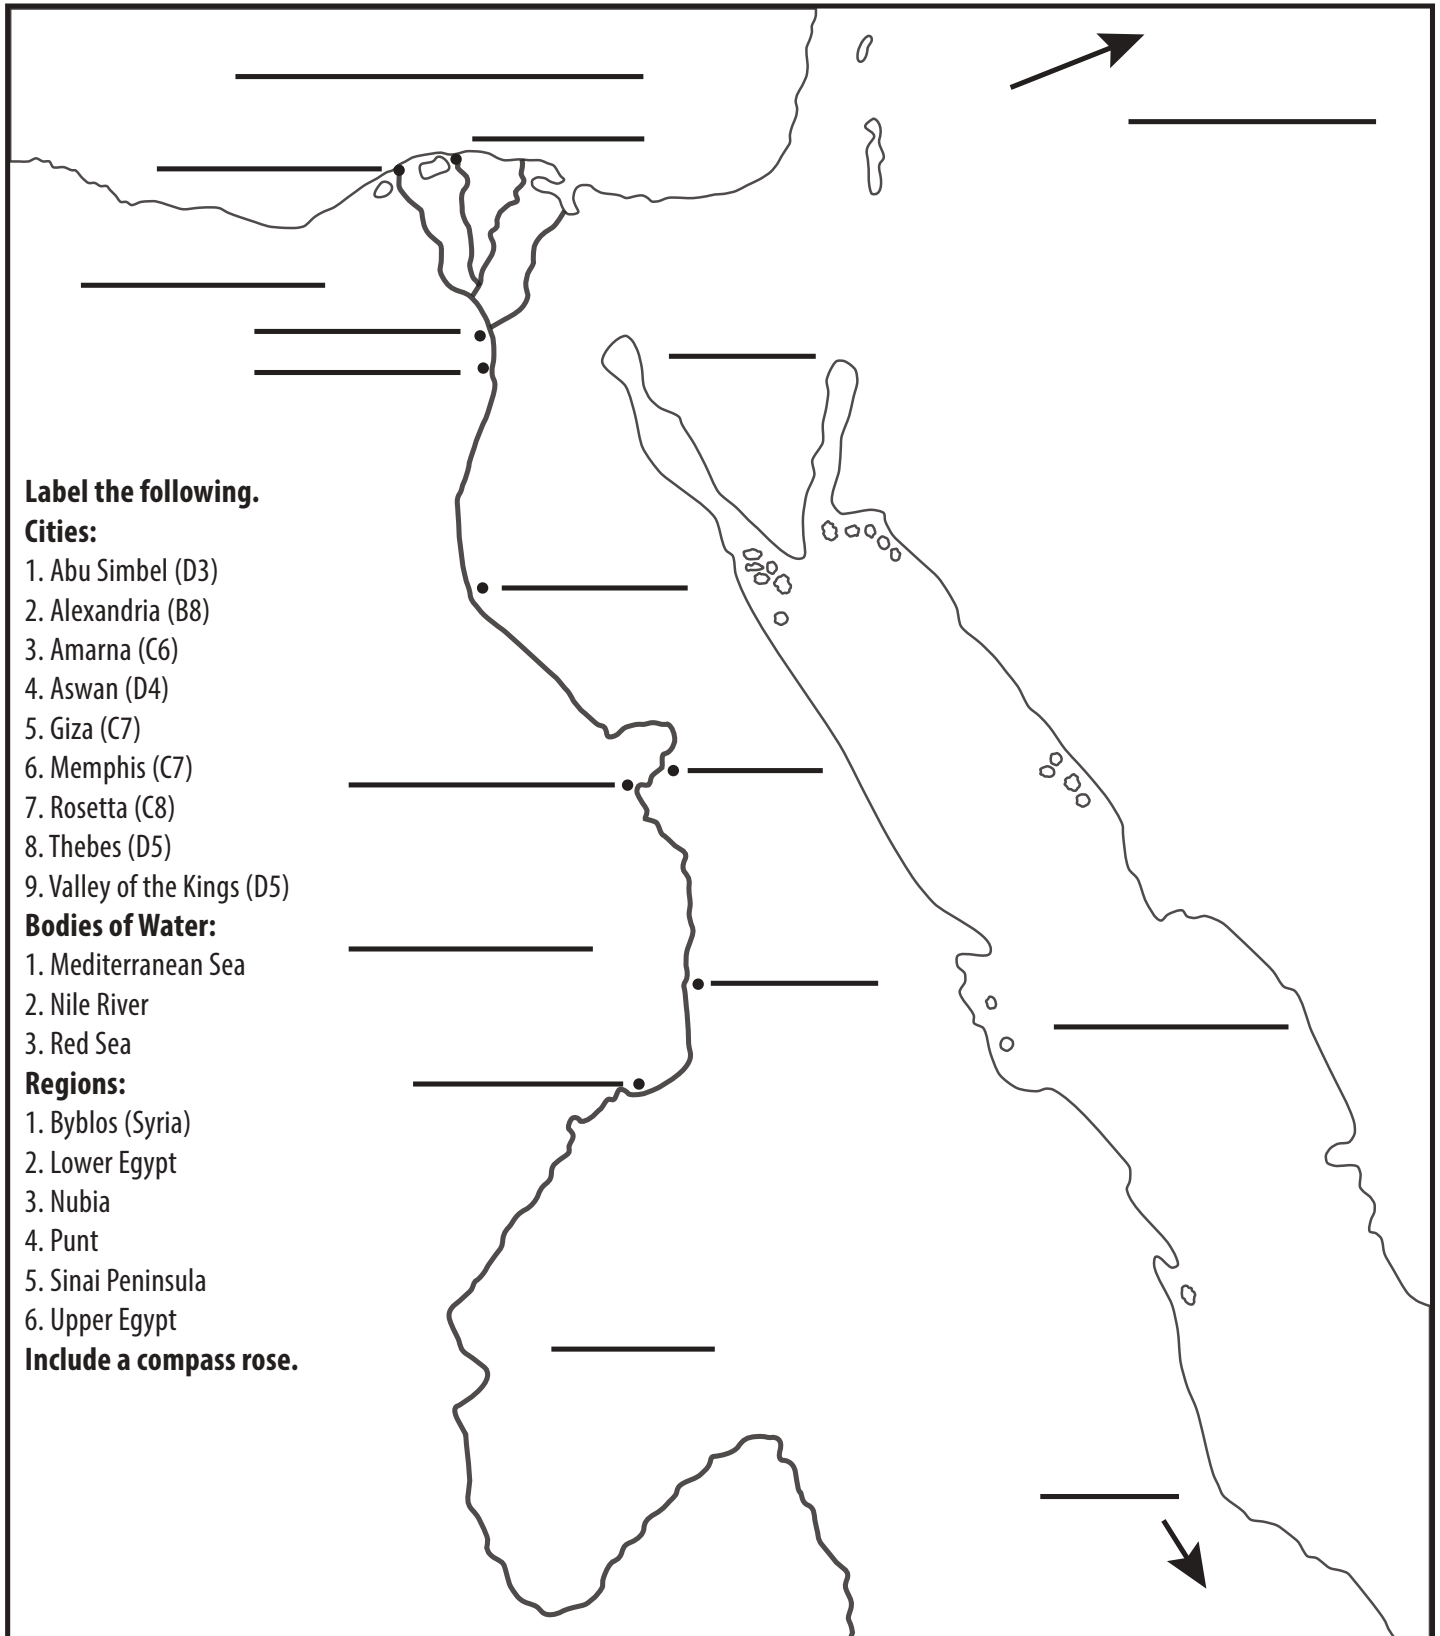 Label the following.
Cities:
1. Abu Simbel (D3)
2. Alexandria (B8)
3. Amarna (C6)
4. Aswan (D4)
5. Giza (C7)
6. Memphis (C7)
7. Rosetta (C8)
8. Thebes (D5)
9. Valley of the Kings (D5)
Bodies of Water:
1. Mediterranean Sea
2. Nile River
3. Red Sea
Regions:
1. Byblos (Syria)
2. Lower Egypt
3. Nubia
4. Punt
5. Sinai Peninsula
6. Upper Egypt
Include a compass rose.